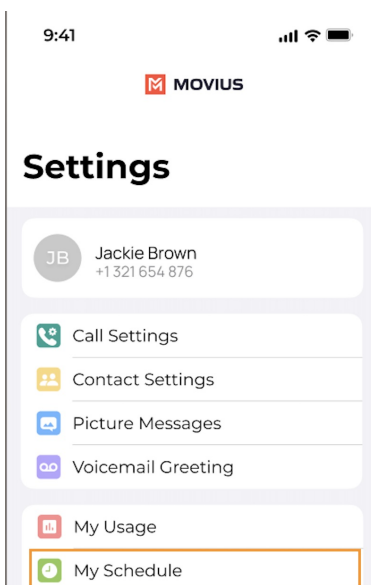 9:41
MOVIUS
Settings
JB
Jackie Brown
+1 321 654 876
Call Settings
Contact Settings
Picture Messages
Voicemail Greeting
My Usage
My Schedule